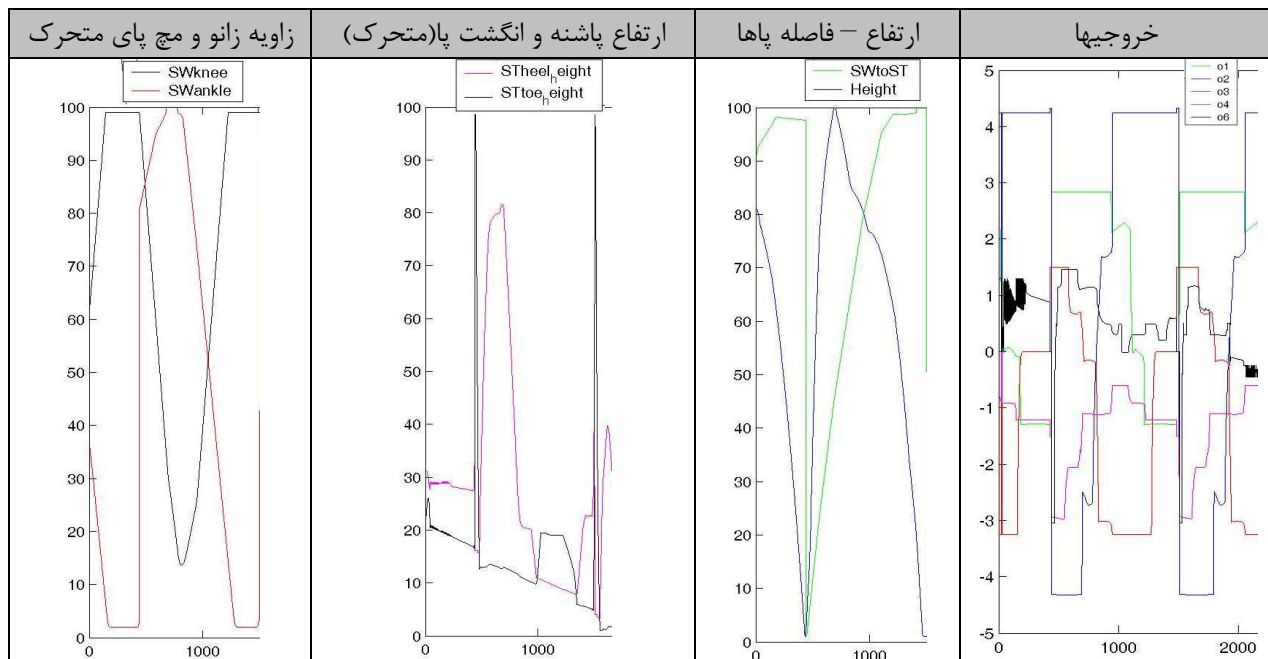 خروجیها
ارتفاع – فاصله پاها
ارتفاع پاشنه و انگشت پا(متحرک)
زاویه زانو و مچ پای متحرک
o1
o2
o3
o4
o6
5
4
3
2
1
0
-1
-2
-3
-4
-5
0 1000 2000
SWtoST
Height
100
90
80
70
60
50
40
30
20
10
0
0 1000
STheel_height
STtoe_height
100
90
80
70
60
50
40
30
20
10
0
0 1000
SWknee
SWankle
100
90
80
70
60
50
40
30
20
10
0
0 1000